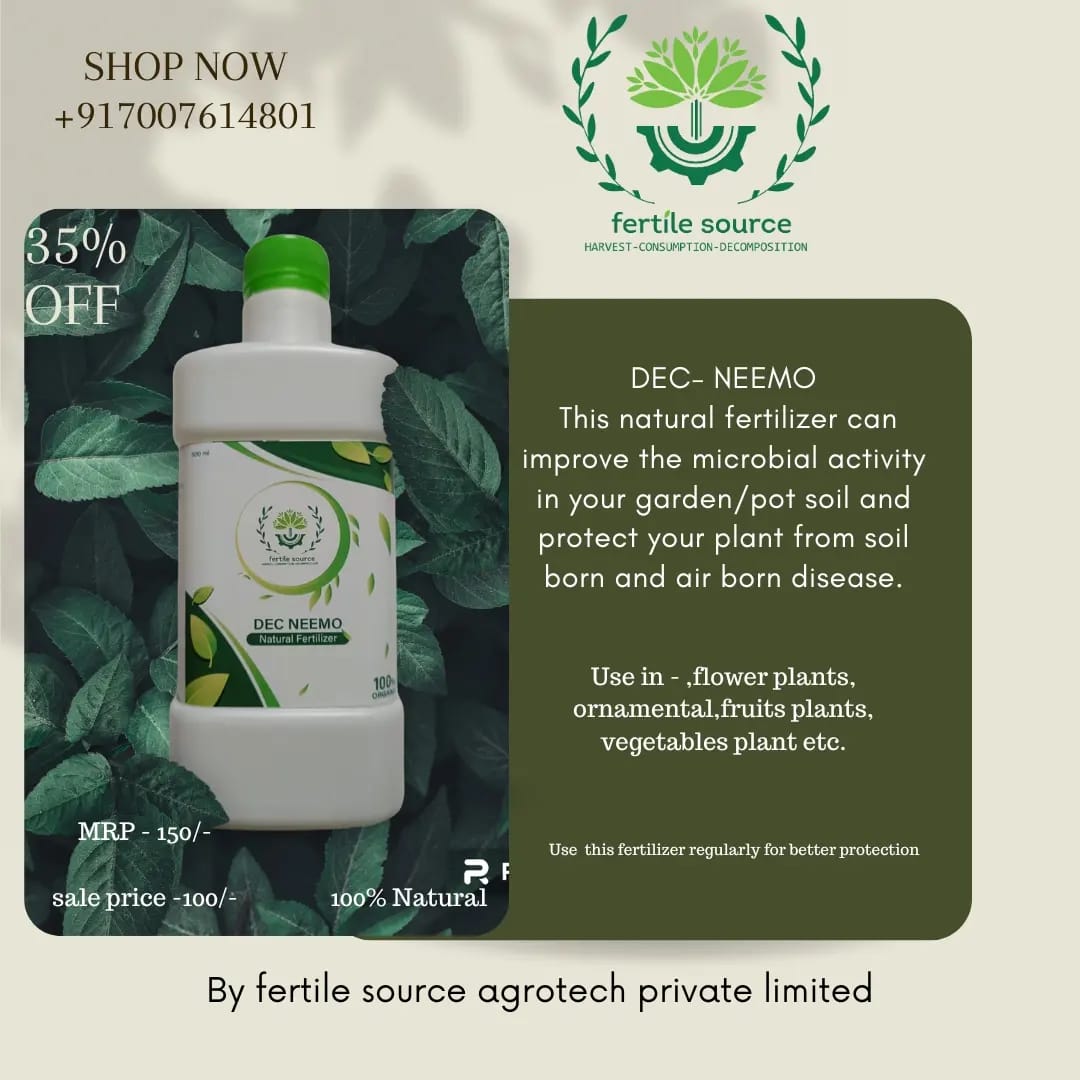 SHOP NOW
+917007614801
fertile source
HARVEST-CONSUMPTION-DECOMPOSITION
35%
OFF
500 ml
fertile source
DEC NEEMO
Natural Fertilizer
100%
MRP - 150/-
sale price -100/-
100% Natural
DEC- NEEMO
This natural fertilizer can
improve the microbial activity
in your garden/pot soil and
protect your plant from soil
born and air born disease.
Use in - ,flower plants,
ornamental,fruits plants,
vegetables plant etc.
Use this fertilizer regularly for better protection
By fertile source agrotech private limited